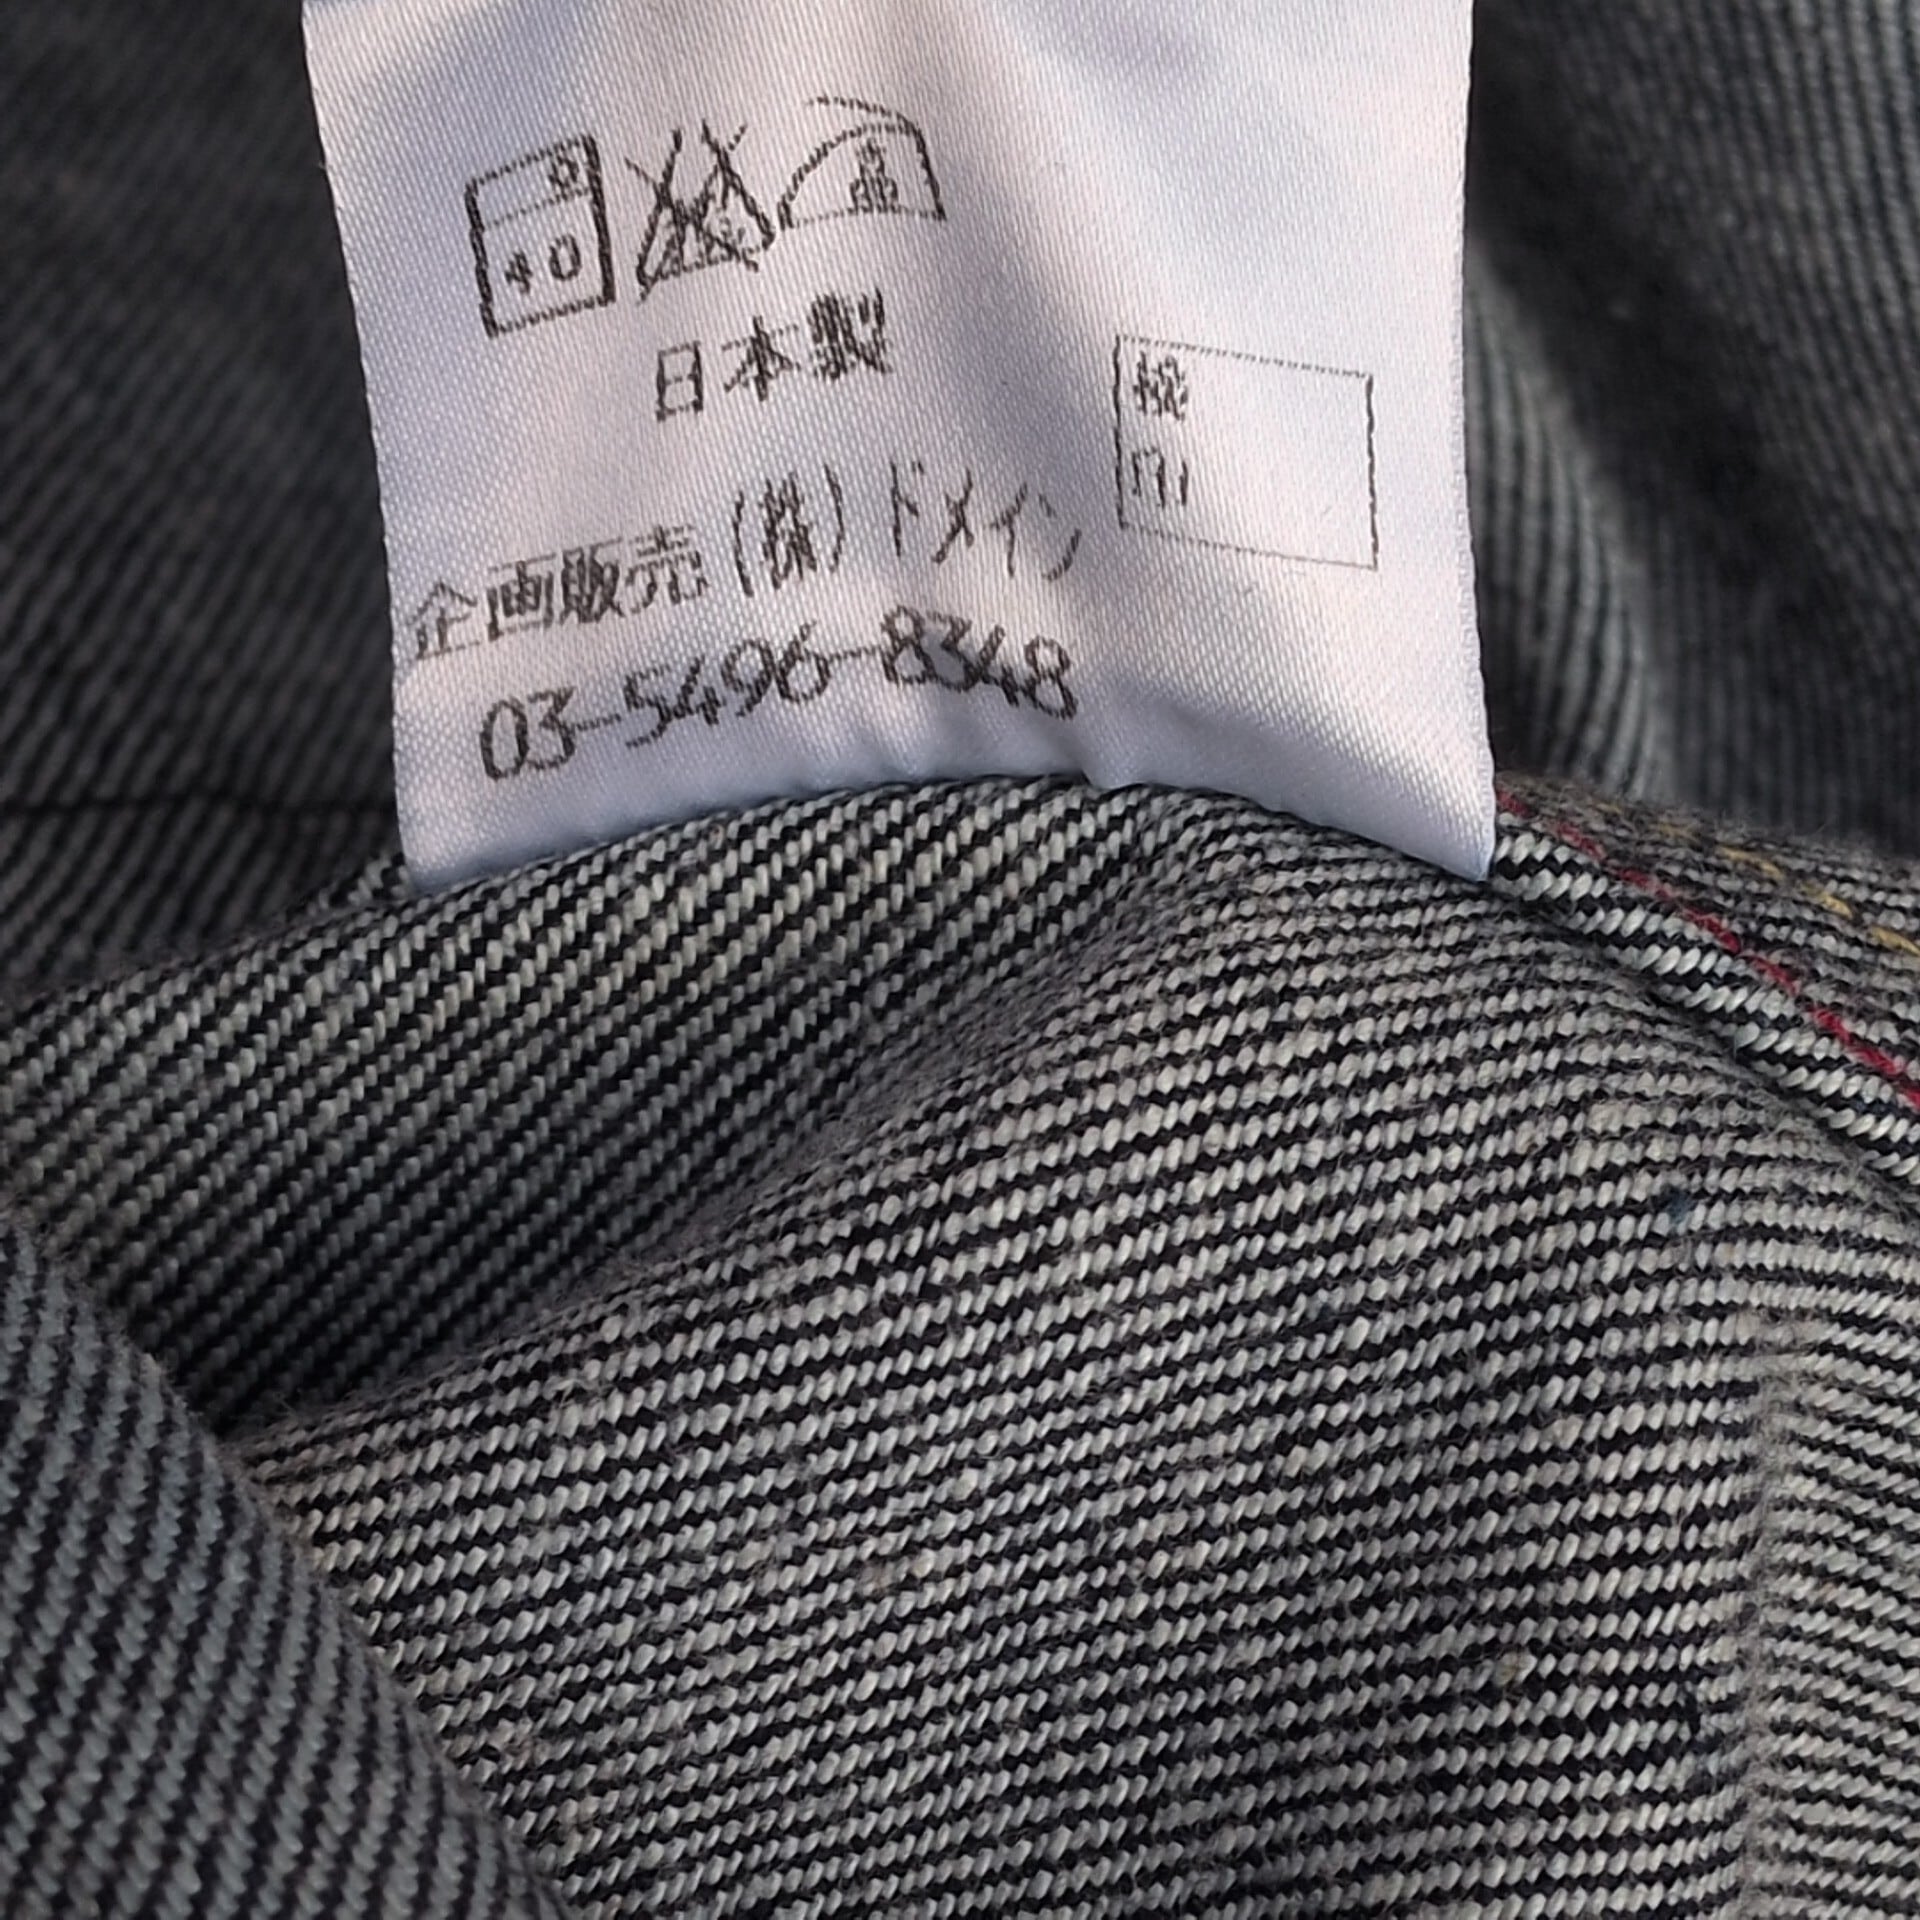 40
日本製
検
印
企画販売 (株) ドメイン
03-5496-8348